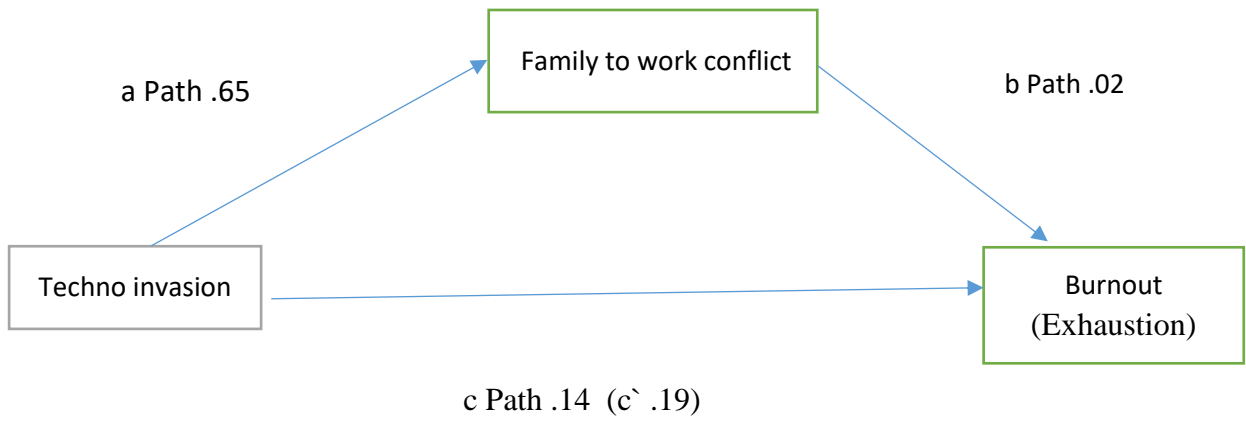 Family to work conflict
a Path .65
b Path .02
Techno invasion
Burnout
(Exhaustion)
c Path .14 (c` .19)